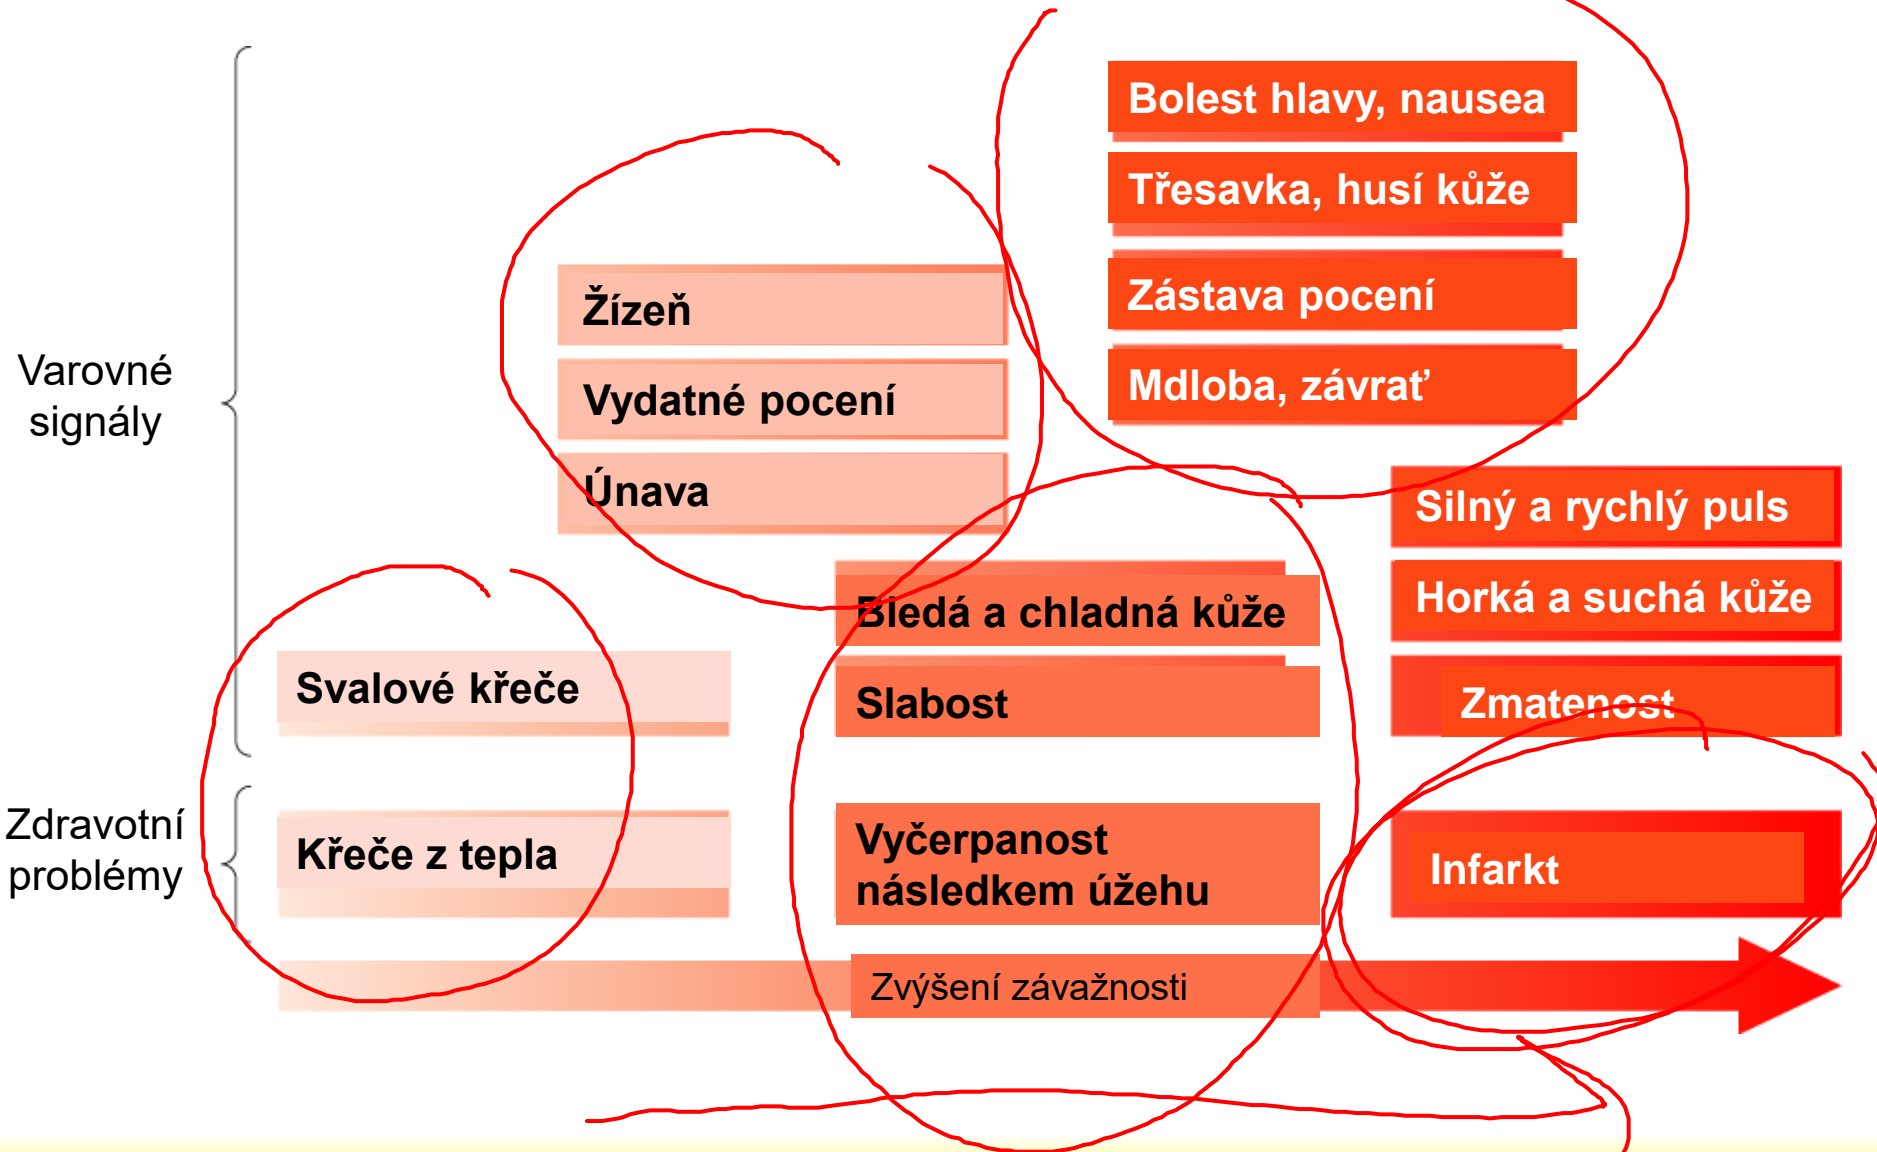 Bolest hlavy, nausea
Třesavka, husí kůže
Zástava pocení
Mdloba, závrať
Žízeň
Vydatné pocení
Únava
Varovné
signály
Silný a rychlý puls
Horká a suchá kůže
Zmatenost
Bledá a chladná kůže
Slabost
Svalové křeče
Zdravotní
problémy
Křeče z tepla
Vyčerpanost
následkem úžehu
Infarkt
Zvýšení závažnosti